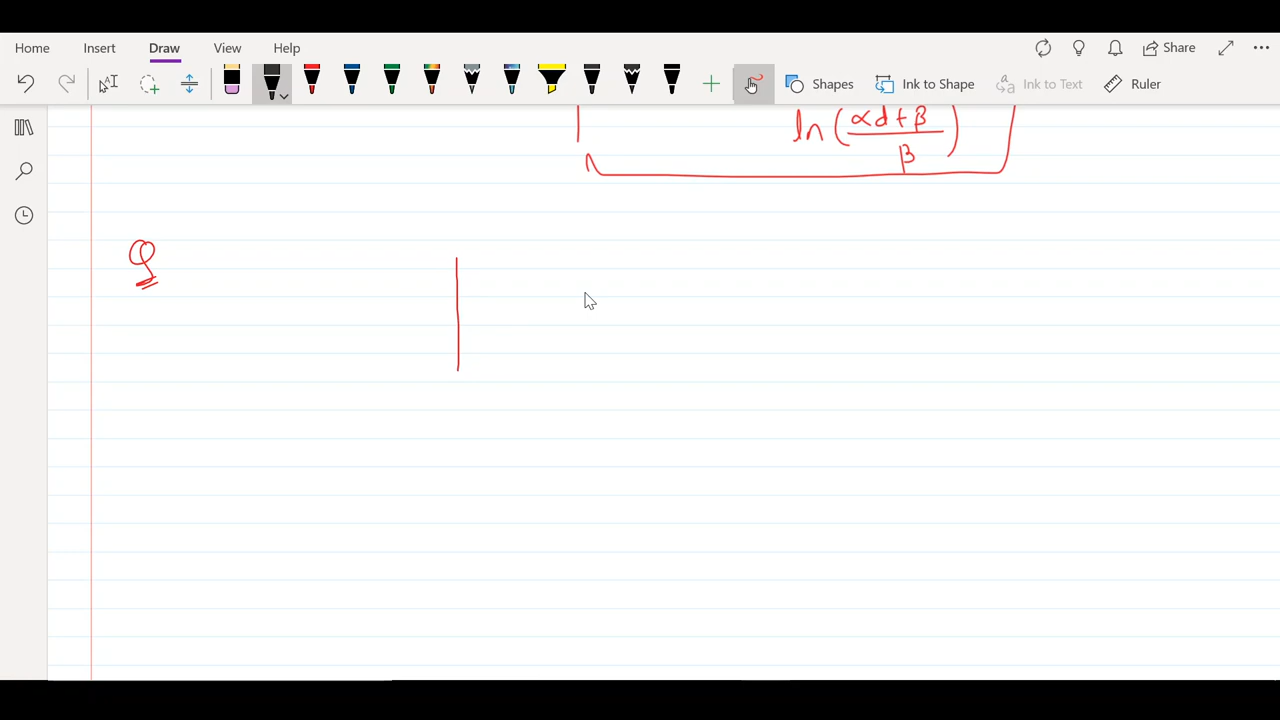 Home Insert Draw View Help Share
Shapes Ink to Shape Ink to Text Ruler
ln (αd+β
β)
Q